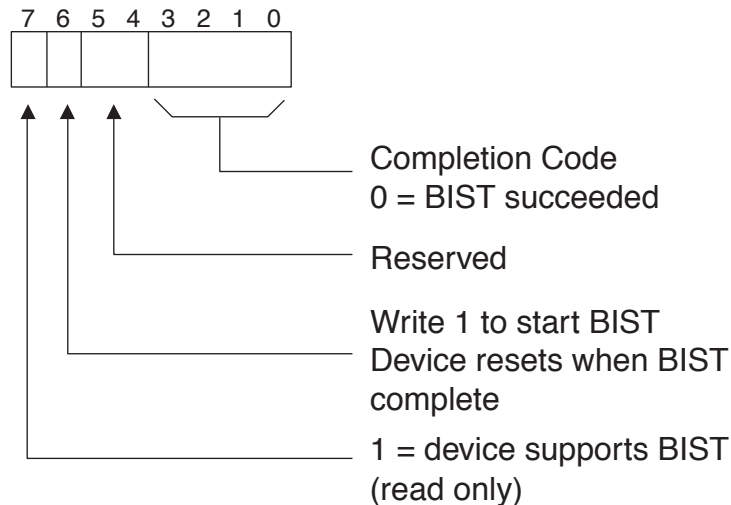 7 6 5 4 3 2 1 0
Completion Code
0 = BIST succeeded
Reserved
Write 1 to start BIST
Device resets when BIST
complete
1 = device supports BIST
(read only)